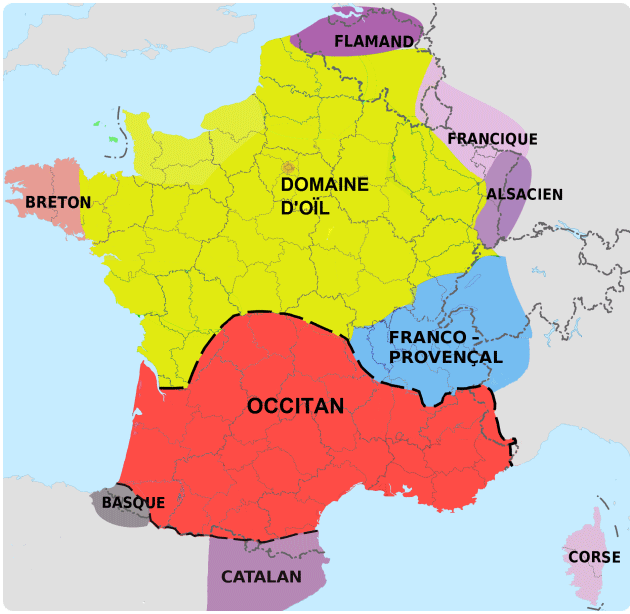 FLAMAND
FRANCIQUE
ALSACIEN
BRETON
DOMAINE
D'OÏL
FRANCO -
PROVENÇAL
OCCITAN
BASQUE
CATALAN
CORSE